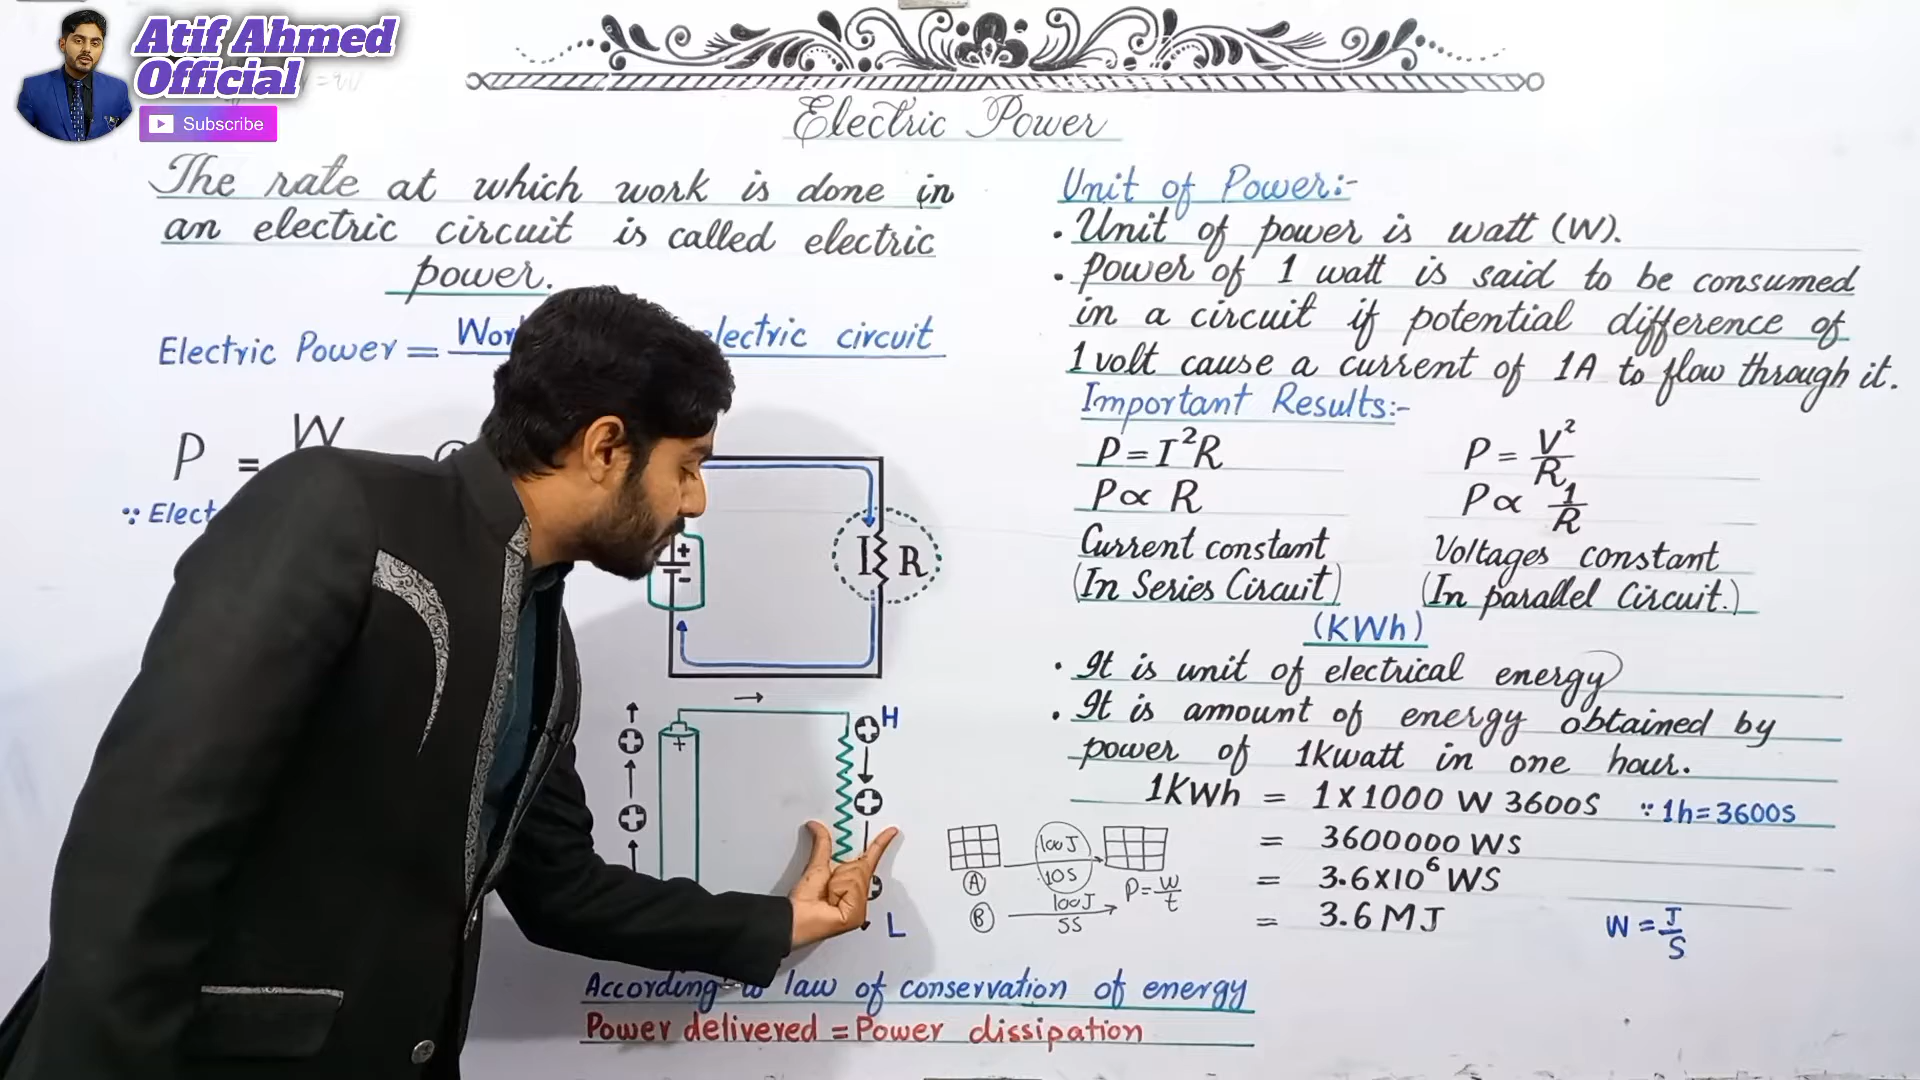 Atif Ahmed
Official
Subscribe
Electric Power
The rate at which work is done in
an electric circuit is called electric
power.
Electric Power = electric circuit
P = W
∵ Elect
+
-
I R
+
H
L
According to law of conservation of energy
Power delivered = Power dissipation
Unit of Power:-
• Unit of power is watt (W).
• Power of 1 watt is said to be consumed
in a circuit if potential difference of
1 volt cause a current of 1A to flow through it.
Important Results:-
P = I²R
P ∝ R
Current constant
(In Series Circuit)
P = V²/R
P ∝ 1/R
Voltages constant
(In parallel Circuit.)
(KWh)
• It is unit of electrical energy
• It is amount of energy obtained by
power of 1Kwatt in one hour.
1KWh = 1 X 1000 W 3600S ∵ 1h = 3600S
= 3600000 WS
= 3.6X10⁶ WS
= 3.6 MJ
W = J/S
A 100J 10S
P = W/t
B 100J 5S